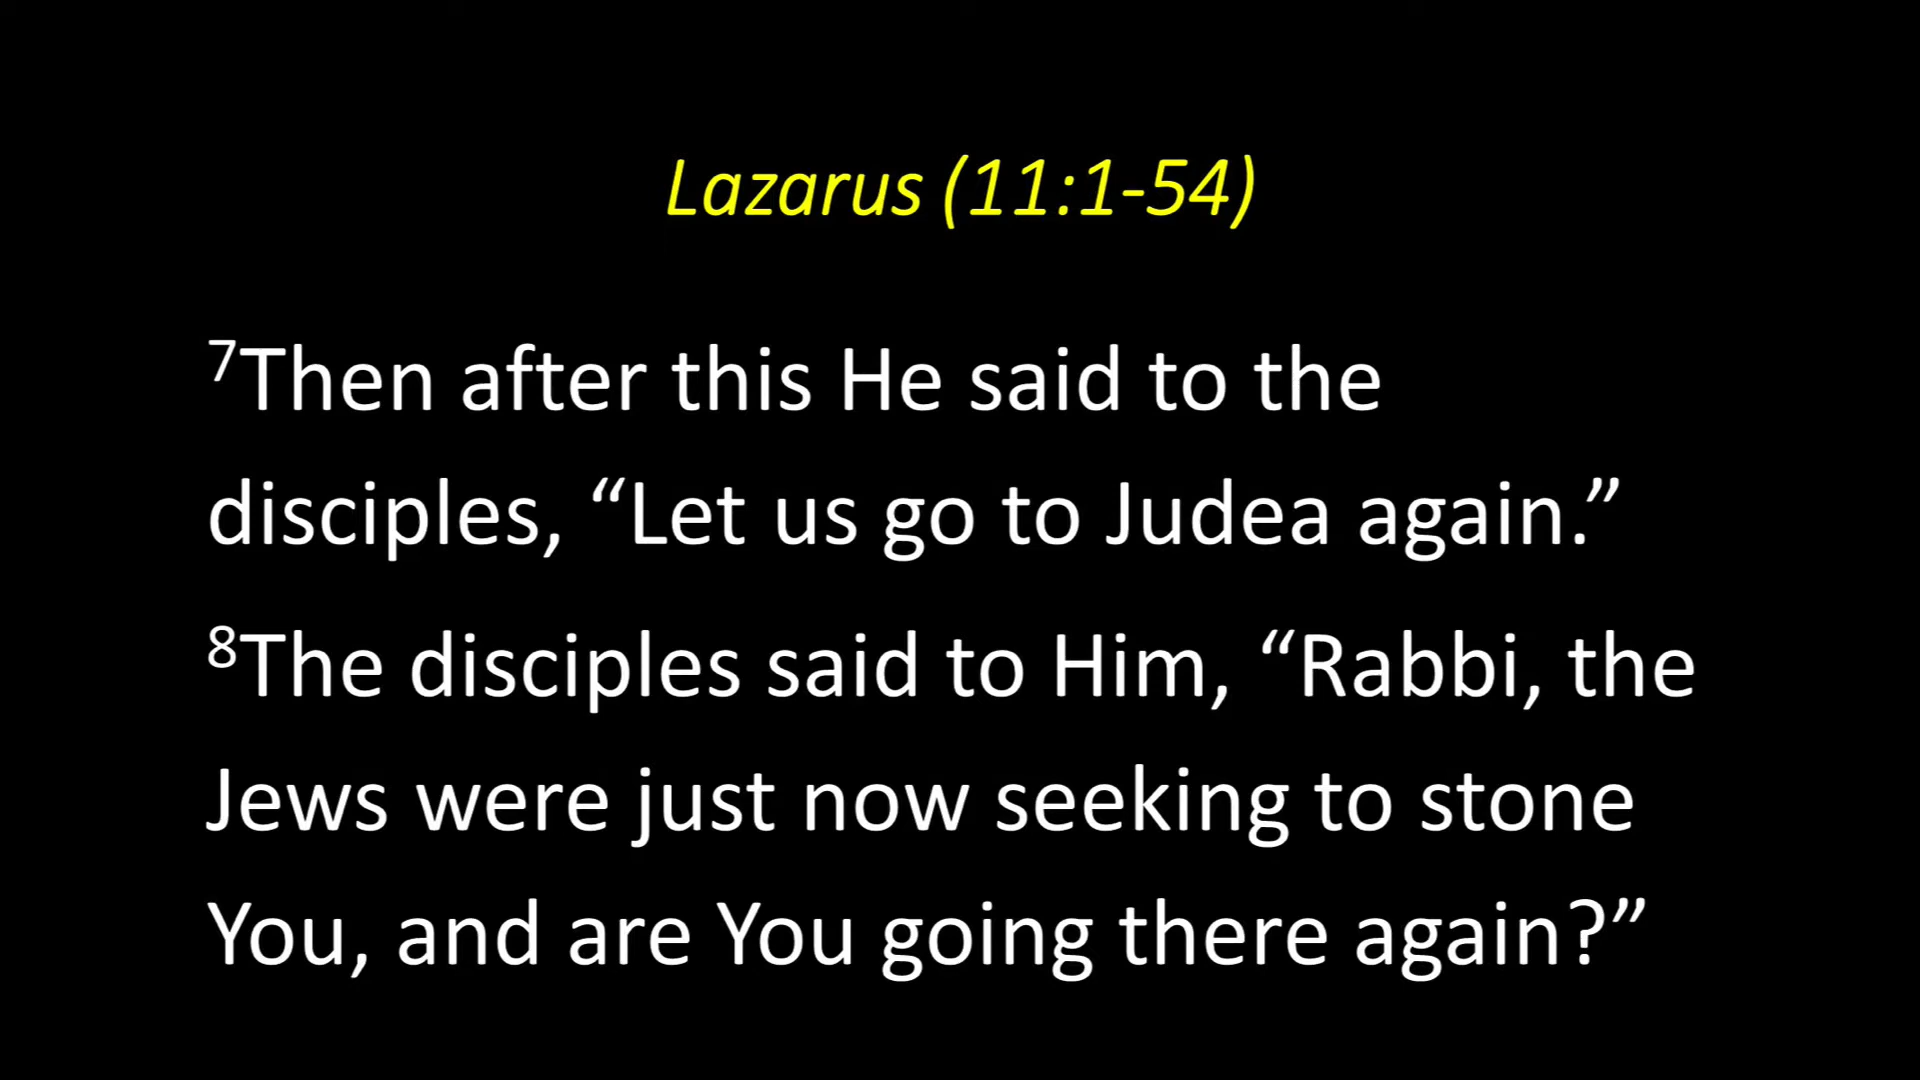 Lazarus (11:1-54)
⁷Then after this He said to the
disciples, “Let us go to Judea again.”
⁸The disciples said to Him, “Rabbi, the
Jews were just now seeking to stone
You, and are You going there again?”